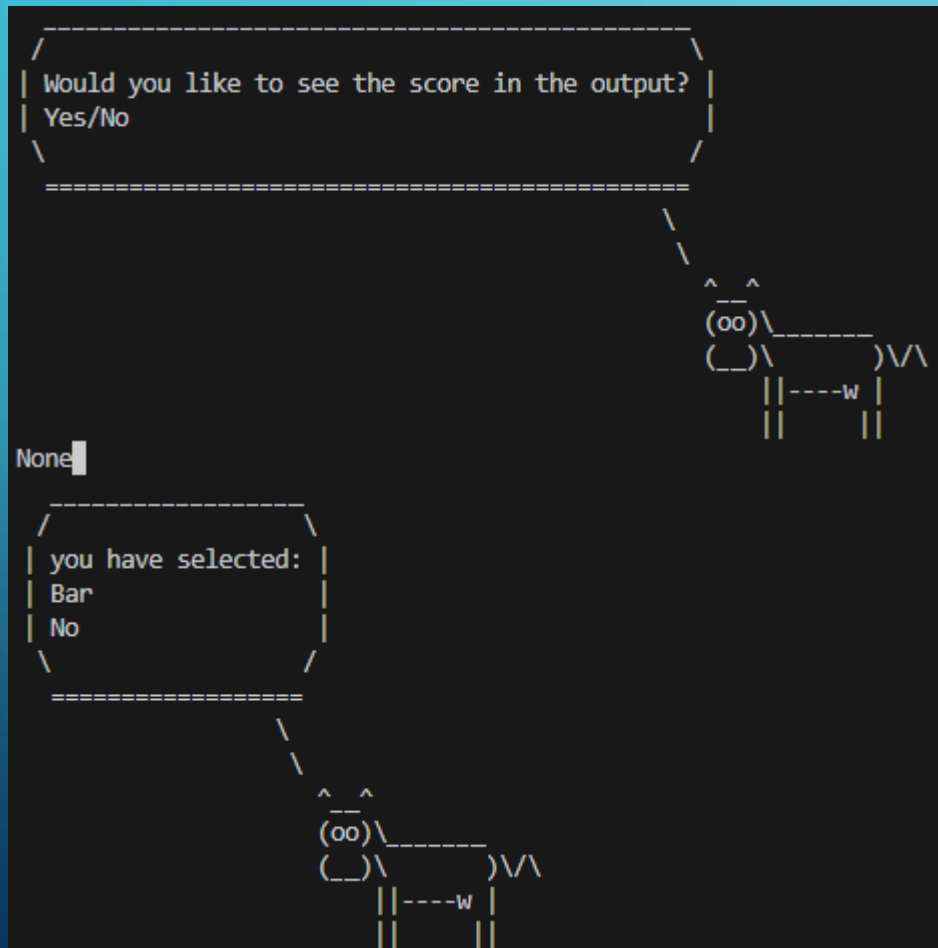 Would you like to see the score in the output?
Yes/No
None
you have selected:
Bar
No